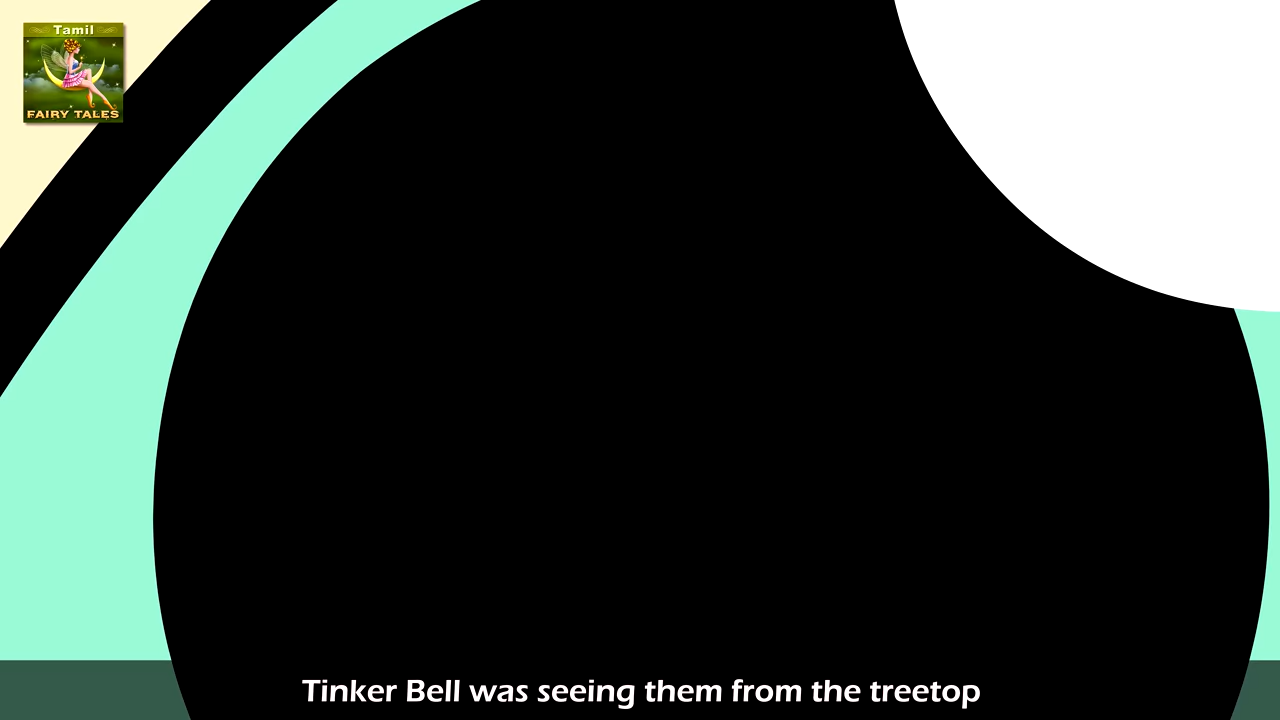 Tamil
FAIRY TALES
Tinker Bell was seeing them from the treetop